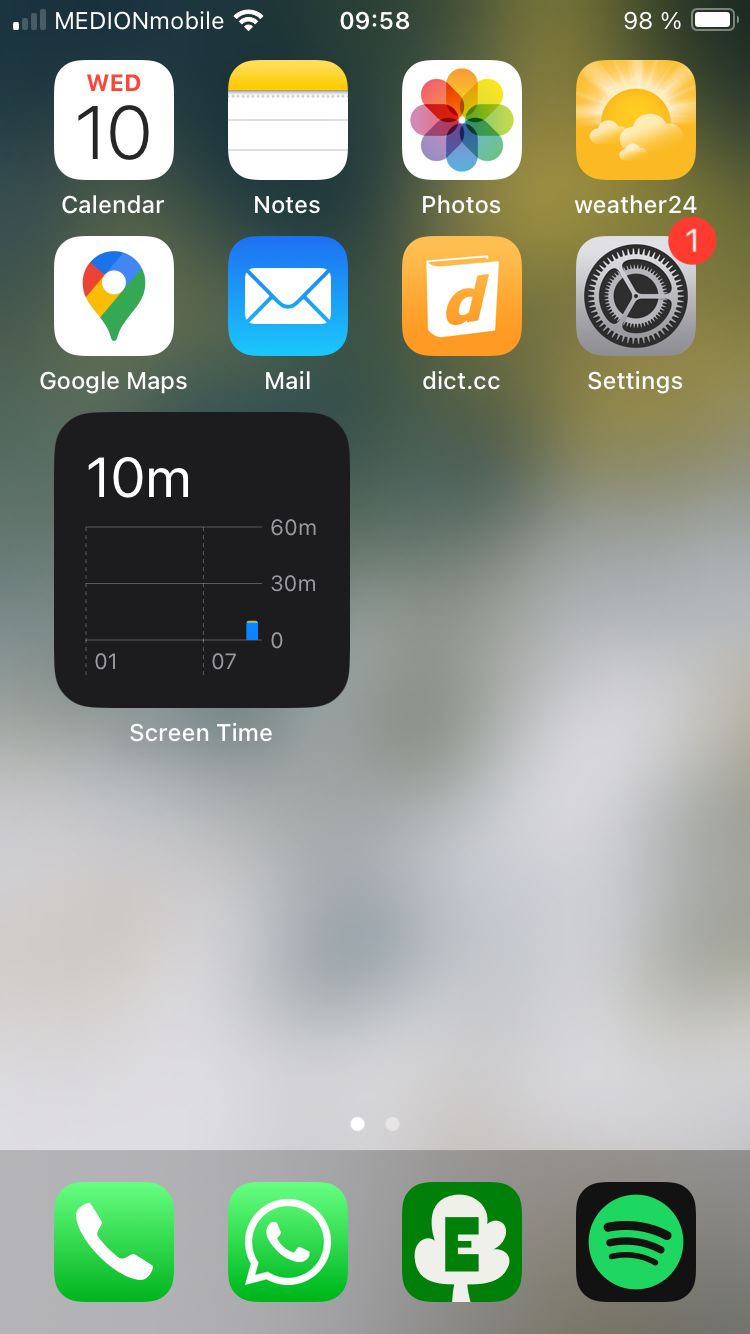 MEDIONmobile 09:58 98 %
WED
10
Calendar Notes Photos weather24
d 1
Google Maps Mail dict.cc Settings
10m
60m
30m
0
01 07
Screen Time
E